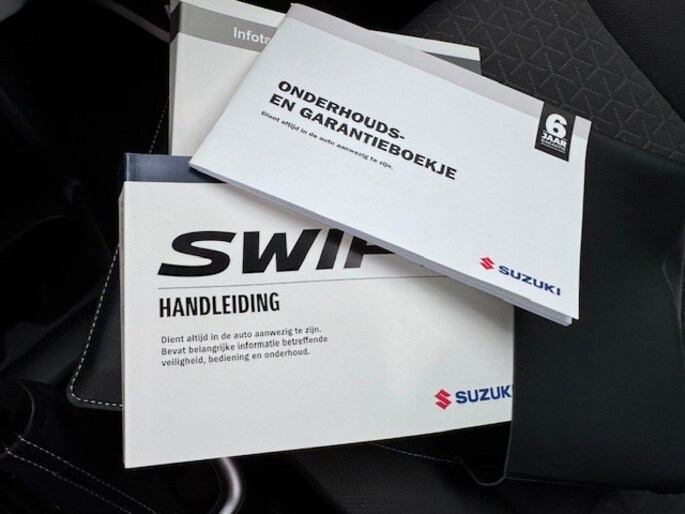 Infota
ONDERHOUDS-
EN GARANTIEBOEKJE
Dient altijd in de auto aanwezig te zijn.
6
JAAR
SUZUKI
SWIF
HANDLEIDING
Dient altijd in de auto aanwezig te zijn.
Bevat belangrijke informatie betreffende
veiligheid, bediening en onderhoud.
SUZUKI